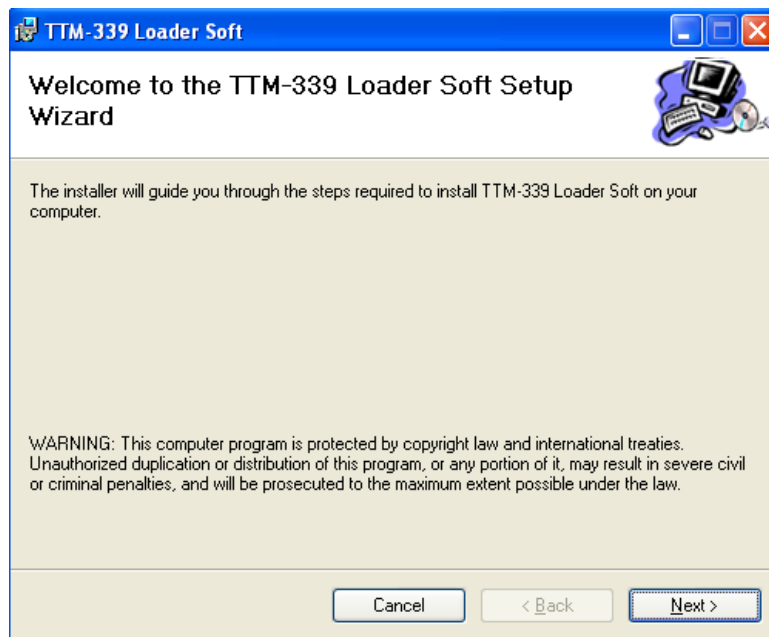 TTM-339 Loader Soft
Welcome to the TTM-339 Loader Soft Setup
Wizard
The installer will guide you through the steps required to install TTM-339 Loader Soft on your
computer.
WARNING: This computer program is protected by copyright law and international treaties.
Unauthorized duplication or distribution of this program, or any portion of it, may result in severe civil
or criminal penalties, and will be prosecuted to the maximum extent possible under the law.
Cancel
< Back
Next >